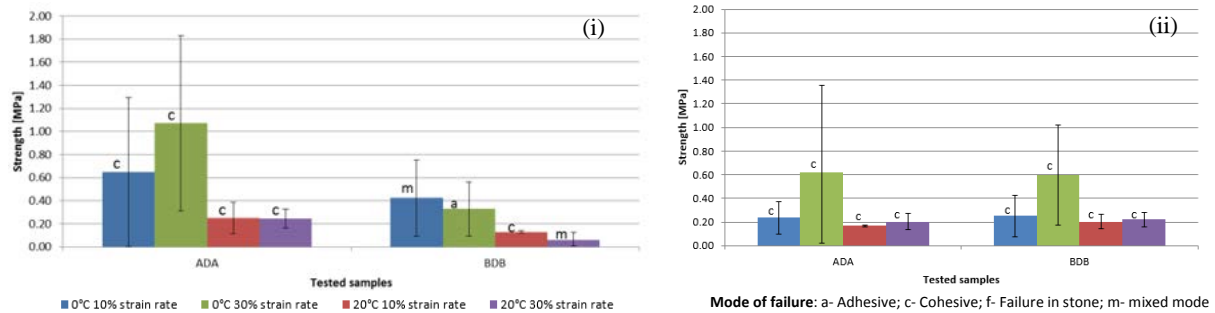 (i)
2.00
1.80
1.60
1.40
1.20
1.00
0.80
0.60
0.40
0.20
0.00
Strength [MPa]
c
c
c
c
m
a
c
m
ADA
BDB
Tested samples
0°C 10% strain rate
0°C 30% strain rate
20°C 10% strain rate
20°C 30% strain rate
(ii)
2.00
1.80
1.60
1.40
1.20
1.00
0.80
0.60
0.40
0.20
0.00
Strength [MPa]
c
c
c
c
c
c
c
c
ADA
BDB
Tested samples
Mode of failure: a- Adhesive; c- Cohesive; f- Failure in stone; m- mixed mode